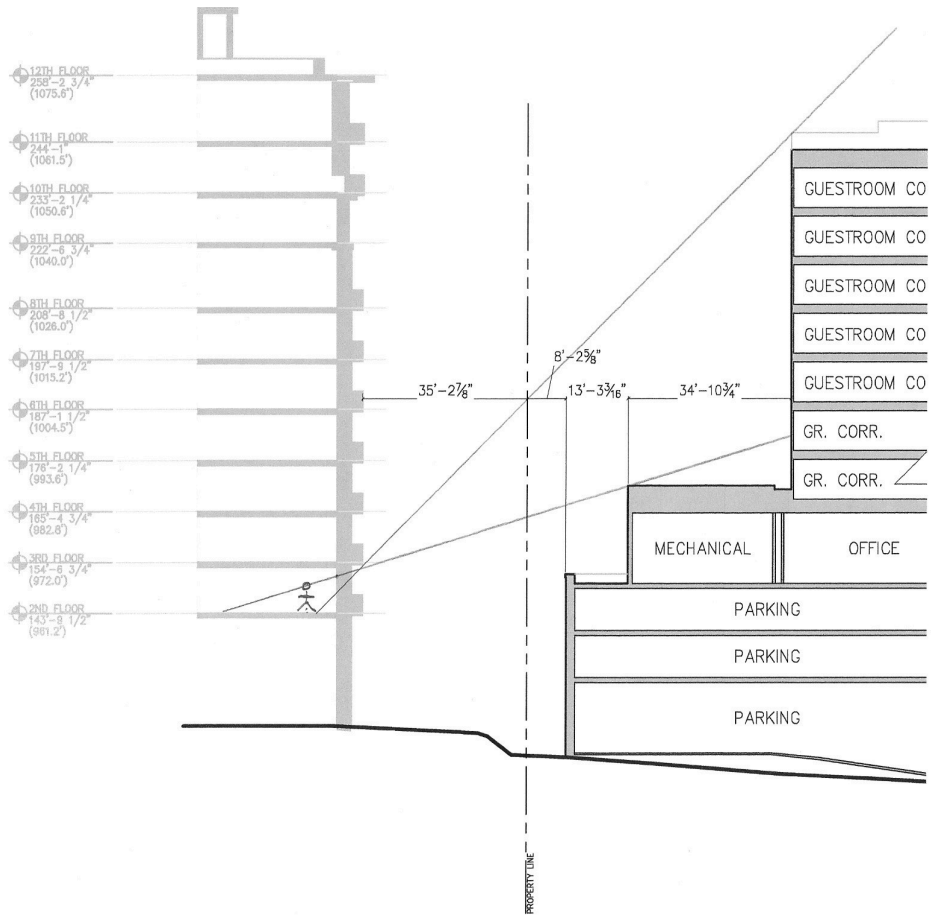 12TH FLOOR
258'-2 3/4"
(1075.6')
11TH FLOOR
244'-1"
(1061.5')
10TH FLOOR
233'-2 1/4"
(1050.6')
9TH FLOOR
222'-6 3/4"
(1040.0')
8TH FLOOR
208'-8 1/2"
(1026.0')
7TH FLOOR
197'-9 1/2"
(1015.2')
6TH FLOOR
187'-1 1/2"
(1004.5')
5TH FLOOR
176'-2 1/4"
(993.6')
4TH FLOOR
165'-4 3/4"
(982.8')
3RD FLOOR
154'-6 3/4"
(972.0')
2ND FLOOR
143'-9 1/2"
(961.2')
8'-2⅝"
35'-2⅞"
13'-3 3/16"
34'-10¾"
GUESTROOM CO
GUESTROOM CO
GUESTROOM CO
GUESTROOM CO
GUESTROOM CO
GR. CORR.
GR. CORR.
MECHANICAL
OFFICE
PARKING
PARKING
PARKING
PROPERTY LINE